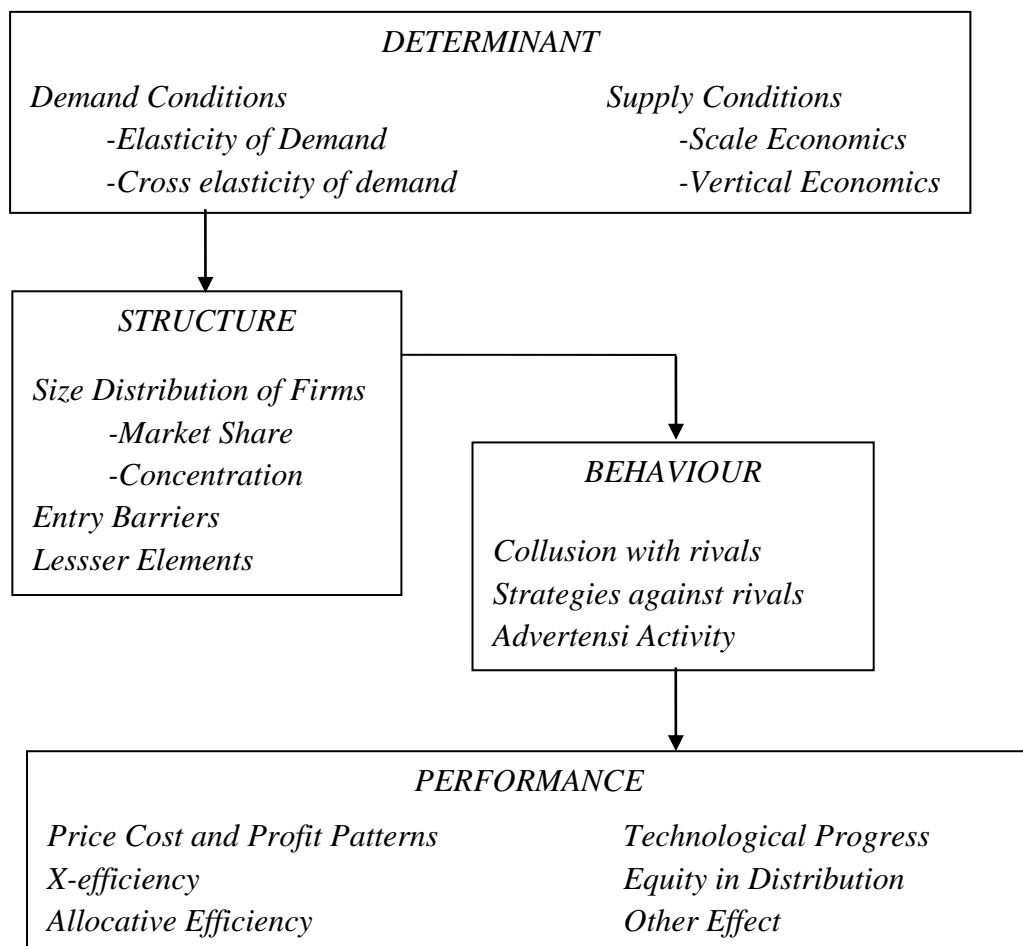 DETERMINANT
Demand Conditions
-Elasticity of Demand
-Cross elasticity of demand
Supply Conditions
-Scale Economics
-Vertical Economics
STRUCTURE
Size Distribution of Firms
-Market Share
-Concentration
Entry Barriers
Lessser Elements
BEHAVIOUR
Collusion with rivals
Strategies against rivals
Advertensi Activity
PERFORMANCE
Price Cost and Profit Patterns
X-efficiency
Allocative Efficiency
Technological Progress
Equity in Distribution
Other Effect